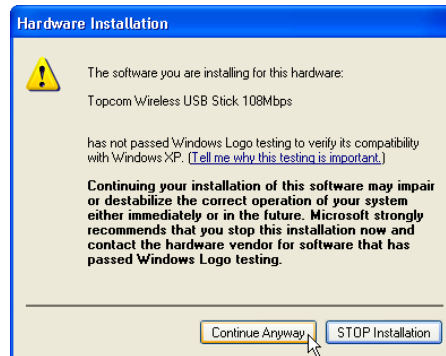 Hardware Installation
The software you are installing for this hardware:
Topcom Wireless USB Stick 108Mbps
has not passed Windows Logo testing to verify its compatibility
with Windows XP. (Tell me why this testing is important.)
Continuing your installation of this software may impair
or destabilize the correct operation of your system
either immediately or in the future. Microsoft strongly
recommends that you stop this installation now and
contact the hardware vendor for software that has
passed Windows Logo testing.
Continue Anyway
STOP Installation